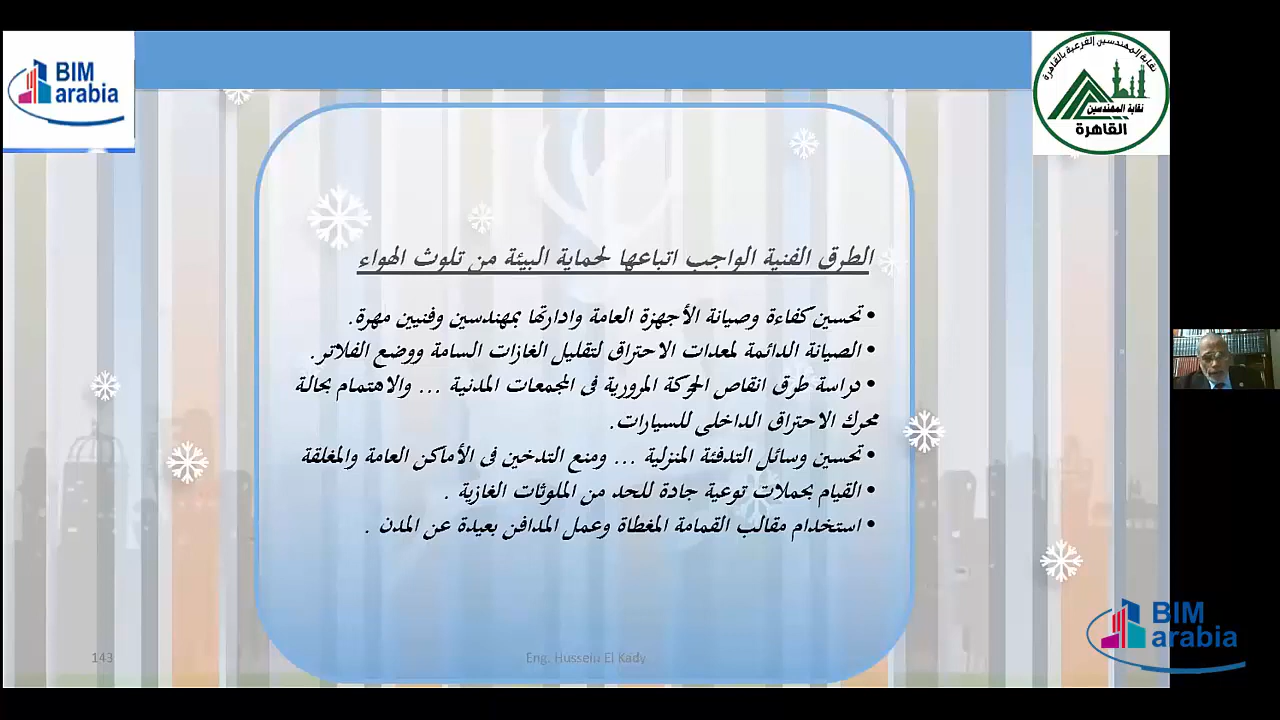 BIM
arabia
نقابة المهندسين الفرعية بالقاهرة
نقابة المهندسين
القاهرة
الطرق الفنية الواجب اتباعها لحماية البيئة من تلوث الهواء
• تحسين كفاءة وصيانة الأجهزة العامة وادارتها بمهندسين وفنيين مهرة.
• الصيانة الدائمة لمعدات الاحتراق لتقليل الغازات السامة ووضع الفلاتر.
• دراسة طرق انقاص الحركة المرورية فى المجمعات المدنية ... والاهتمام بحالة
محرك الاحتراق الداخلى للسيارات.
• تحسين وسائل التدفئة المنزلية ... ومنع التدخين فى الأماكن العامة والمغلقة
• القيام بحملات توعية جادة للحد من الملوثات الغازية .
• استخدام مقالب القمامة المغطاة وعمل المدافن بعيدة عن المدن .
143
Eng. Hussein El Kady
BIM
arabia